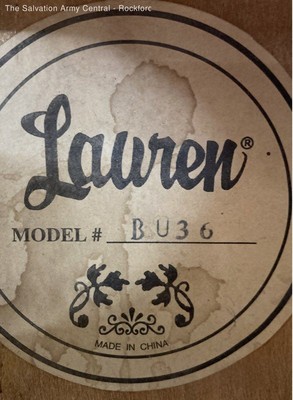 The Salvation Army Central - Rockford
Lauren®
MODEL # BU36
MADE IN CHINA